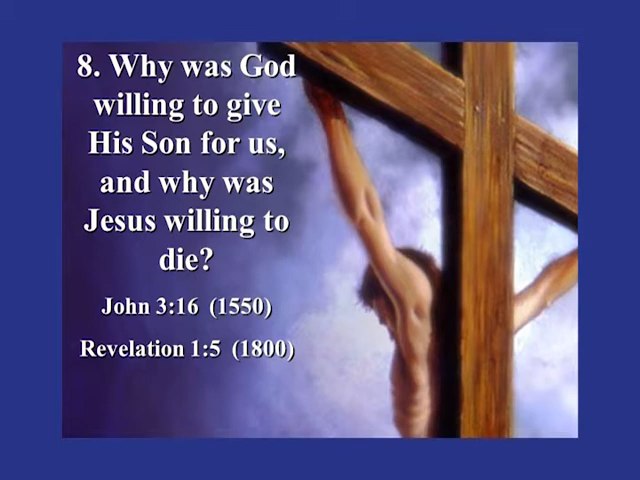 8. Why was God
willing to give
His Son for us,
and why was
Jesus willing to
die?
John 3:16  (1550)
Revelation 1:5  (1800)